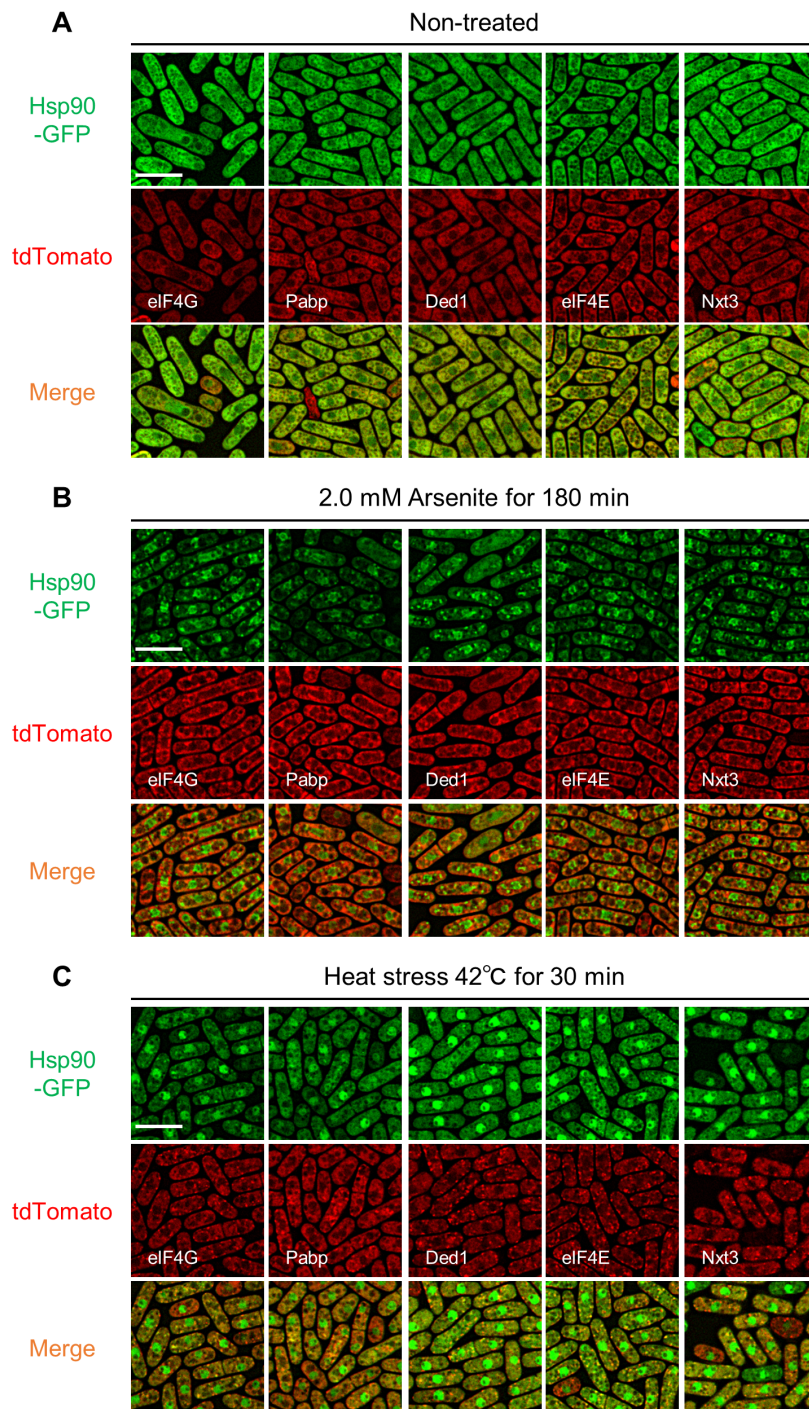 A
Non-treated
Hsp90
-GFP
tdTomato
eIF4G
Pabp
Ded1
eIF4E
Nxt3
Merge
B
2.0 mM Arsenite for 180 min
Hsp90
-GFP
tdTomato
eIF4G
Pabp
Ded1
eIF4E
Nxt3
Merge
C
Heat stress 42℃ for 30 min
Hsp90
-GFP
tdTomato
eIF4G
Pabp
Ded1
eIF4E
Nxt3
Merge